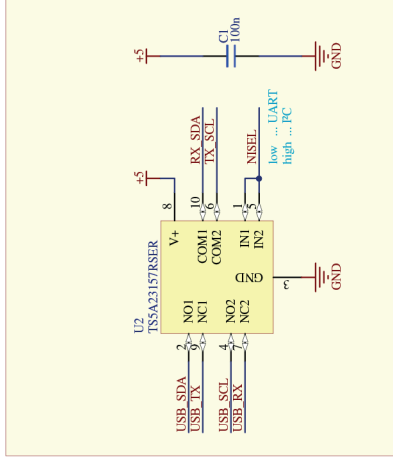 U2
TS5A23157RSER
+5
V+
8
USB_SDA
2
NO1
USB_TX
9
NC1
COM1
10
RX_SDA
COM2
6
TX_SCL
USB_SCL
4
NO2
USB_RX
7
NC2
IN1
1
IN2
5
NISEL
low ... UART
high ... I²C
GND
3
GND
+5
C1
100n
GND